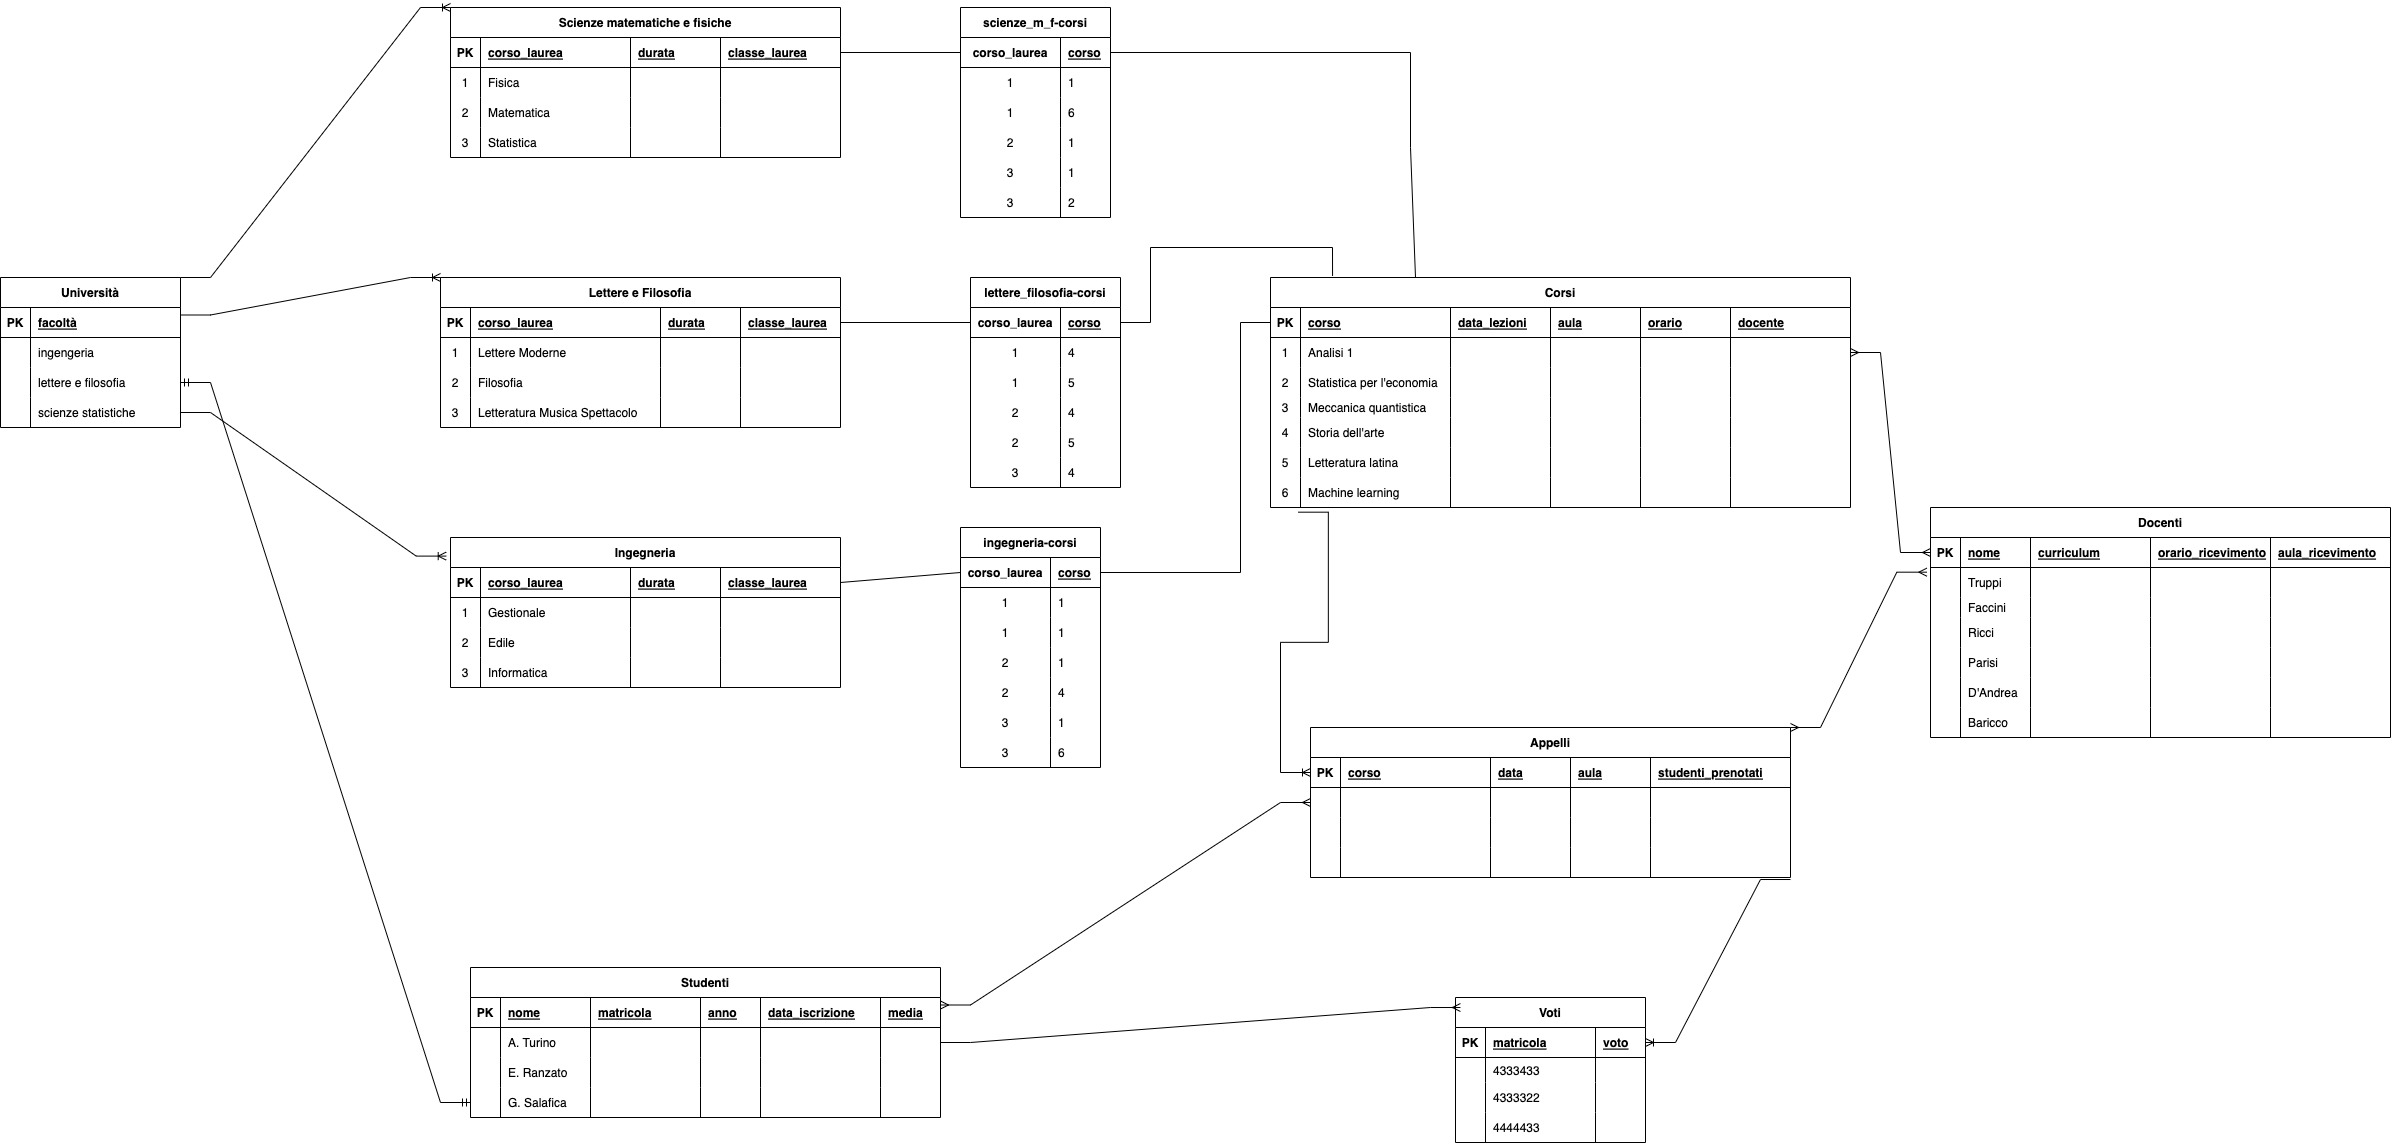 Scienze matematiche e fisiche
PK corso_laurea durata classe_laurea
1 Fisica
2 Matematica
3 Statistica
scienze_m_f-corsi
corso_laurea corso
1 1
1 6
2 1
3 1
3 2
Università
PK facoltà
ingengeria
lettere e filosofia
scienze statistiche
Lettere e Filosofia
PK corso_laurea durata classe_laurea
1 Lettere Moderne
2 Filosofia
3 Letteratura Musica Spettacolo
lettere_filosofia-corsi
corso_laurea corso
1 4
1 5
2 4
2 5
3 4
Corsi
PK corso data_lezioni aula orario docente
1 Analisi 1
2 Statistica per l'economia
3 Meccanica quantistica
4 Storia dell'arte
5 Letteratura latina
6 Machine learning
Ingegneria
PK corso_laurea durata classe_laurea
1 Gestionale
2 Edile
3 Informatica
ingegneria-corsi
corso_laurea corso
1 1
1 1
2 1
2 4
3 1
3 6
Docenti
PK nome curriculum orario_ricevimento aula_ricevimento
Truppi
Faccini
Ricci
Parisi
D'Andrea
Baricco
Appelli
PK corso data aula studenti_prenotati
Studenti
PK nome matricola anno data_iscrizione media
A. Turino
E. Ranzato
G. Salafica
Voti
PK matricola voto
4333433
4333322
4444433